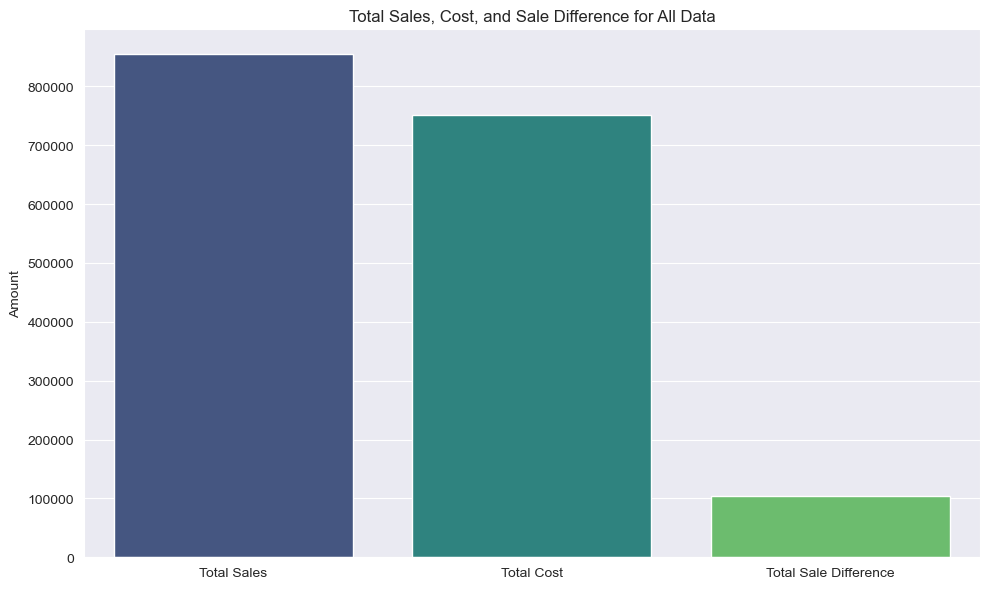 Total Sales, Cost, and Sale Difference for All Data
Amount
800000
700000
600000
500000
400000
300000
200000
100000
0
Total Sales
Total Cost
Total Sale Difference